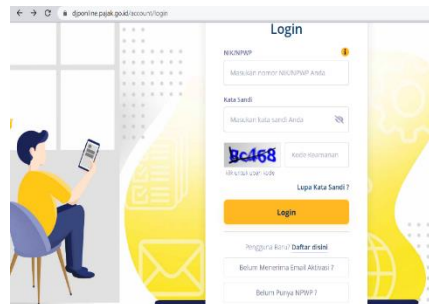 djponline.pajak.go.id/account/login
Login
NIK/NPWP
Masukan nomor NIK/NPWP Anda
Kata Sandi
Masukan kata sandi Anda
Bc468
Kode Keamanan
Lupa Kata Sandi ?
Login
Pengguna Baru? Daftar disini
Belum Menerima Email Aktivasi ?
Belum Punya NPWP ?